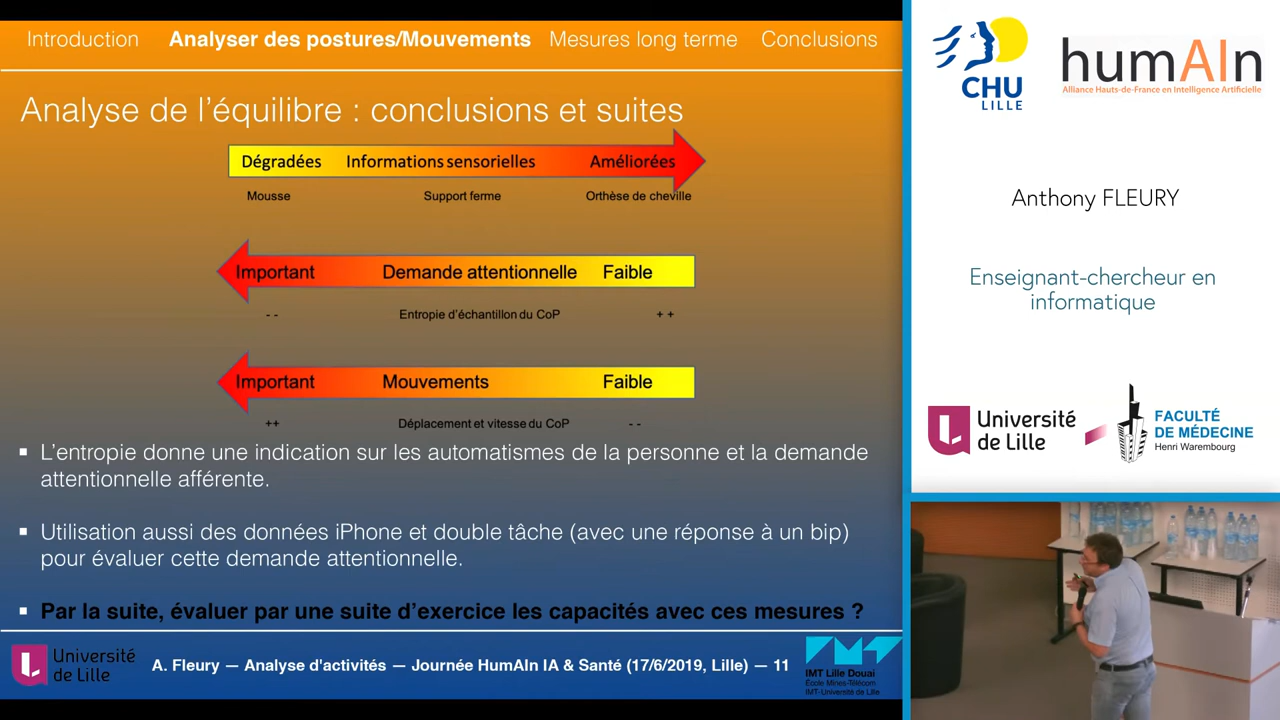 Introduction Analyser des postures/Mouvements Mesures long terme Conclusions
Analyse de l'équilibre : conclusions et suites
Dégradées Informations sensorielles Améliorées
Mousse Support ferme Orthèse de cheville
Important Demande attentionnelle Faible
- - Entropie d'échantillon du CoP + +
Important Mouvements Faible
++ Déplacement et vitesse du CoP - -
▪ L'entropie donne une indication sur les automatismes de la personne et la demande
attentionnelle afférente.
▪ Utilisation aussi des données iPhone et double tâche (avec une réponse à un bip)
pour évaluer cette demande attentionnelle.
▪ Par la suite, évaluer par une suite d'exercice les capacités avec ces mesures ?
Université
de Lille
A. Fleury — Analyse d'activités — Journée HumAIn IA & Santé (17/6/2019, Lille) — 11
IMT Lille Douai
École Mines-Télécom
IMT-Université de Lille
CHU
LILLE
humAIn
Alliance Hauts-de-France en Intelligence Artificielle
Anthony FLEURY
Enseignant-chercheur en
informatique
Université
de Lille
FACULTÉ
DE MÉDECINE
Henri Warembourg